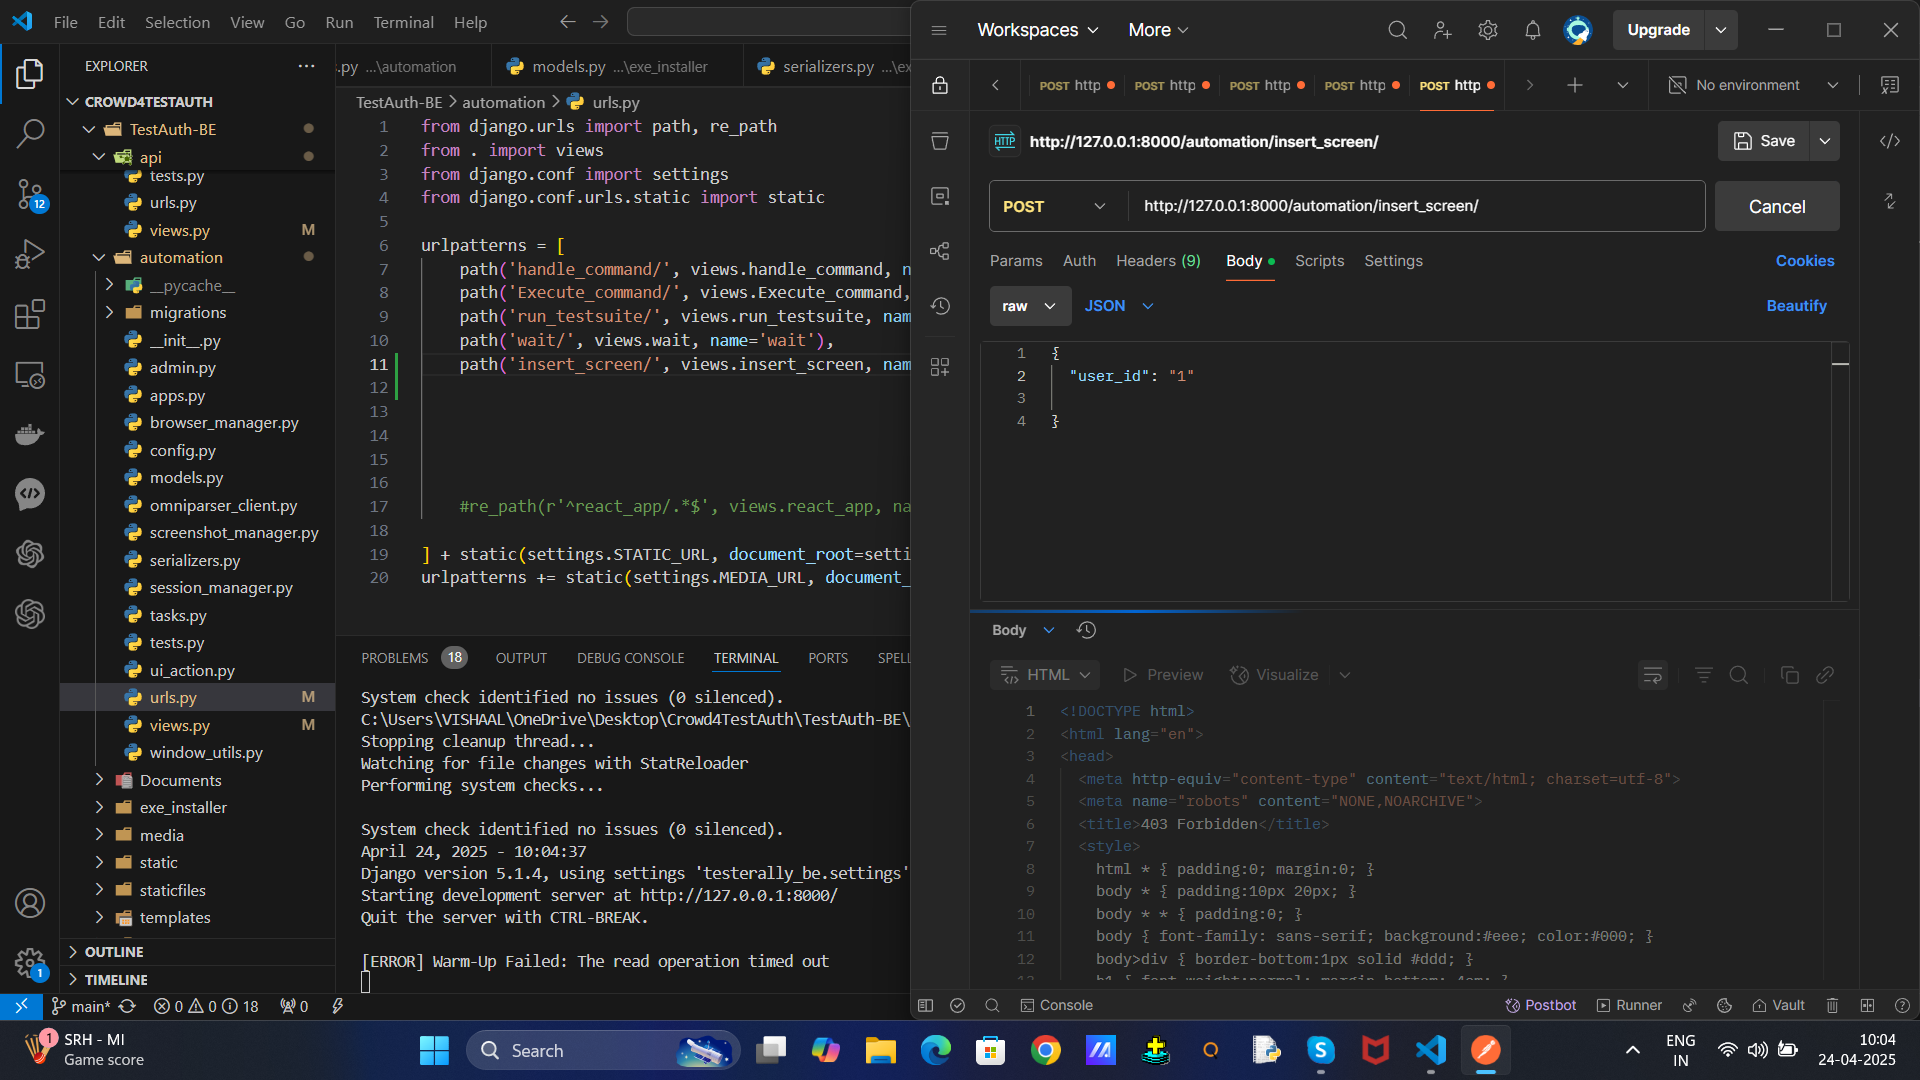 File Edit Selection View Go Run Terminal Help
EXPLORER
CROWD4TESTAUTH
TestAuth-BE
api
tests.py
urls.py
views.py M
automation
__pycache__
migrations
__init__.py
admin.py
apps.py
browser_manager.py
config.py
models.py
omniparser_client.py
screenshot_manager.py
serializers.py
session_manager.py
tasks.py
tests.py
ui_action.py
urls.py M
views.py M
window_utils.py
Documents
exe_installer
media
static
staticfiles
templates
OUTLINE
TIMELINE
12
1
main* 0 0 18 0
.py ...\automation
models.py ...\exe_installer
serializers.py ...\ex
TestAuth-BE > automation > urls.py
1 from django.urls import path, re_path
2 from . import views
3 from django.conf import settings
4 from django.conf.urls.static import static
5
6 urlpatterns = [
7 path('handle_command/', views.handle_command, n
8 path('Execute_command/', views.Execute_command,
9 path('run_testsuite/', views.run_testsuite, nam
10 path('wait/', views.wait, name='wait'),
11 path('insert_screen/', views.insert_screen, nam
12
13
14
15
16
17 #re_path(r'^react_app/.*$', views.react_app, na
18
19 ] + static(settings.STATIC_URL, document_root=setti
20 urlpatterns += static(settings.MEDIA_URL, document_
PROBLEMS 18 OUTPUT DEBUG CONSOLE TERMINAL PORTS SPELL
System check identified no issues (0 silenced).
C:\Users\VISHAAL\OneDrive\Desktop\Crowd4TestAuth\TestAuth-BE\
Stopping cleanup thread...
Watching for file changes with StatReloader
Performing system checks...
System check identified no issues (0 silenced).
April 24, 2025 - 10:04:37
Django version 5.1.4, using settings 'testerally_be.settings'
Starting development server at http://127.0.0.1:8000/
Quit the server with CTRL-BREAK.
[ERROR] Warm-Up Failed: The read operation timed out
Workspaces More Upgrade
POST http POST http POST http POST http POST http
No environment
HTTP http://127.0.0.1:8000/automation/insert_screen/ Save
POST http://127.0.0.1:8000/automation/insert_screen/ Cancel
Params Auth Headers (9) Body Scripts Settings Cookies
raw JSON Beautify
1 {
2 "user_id": "1"
3
4 }
Body
HTML Preview Visualize
1 <!DOCTYPE html>
2 <html lang="en">
3 <head>
4 <meta http-equiv="content-type" content="text/html; charset=utf-8">
5 <meta name="robots" content="NONE,NOARCHIVE">
6 <title>403 Forbidden</title>
7 <style>
8 html * { padding:0; margin:0; }
9 body * { padding:10px 20px; }
10 body * * { padding:0; }
11 body { font-family: sans-serif; background:#eee; color:#000; }
12 body>div { border-bottom:1px solid #ddd; }
13 h1 { font-weight:normal; margin-bottom:.4em; }
Console Postbot Runner Vault
1
SRH - MI
Game score
Search
ENG
IN
10:04
24-04-2025